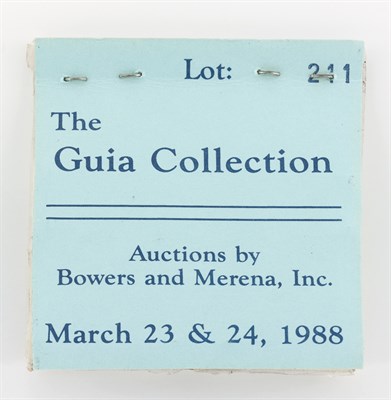 Lot: 241
The
Guia Collection
Auctions by
Bowers and Merena, Inc.
March 23 & 24, 1988